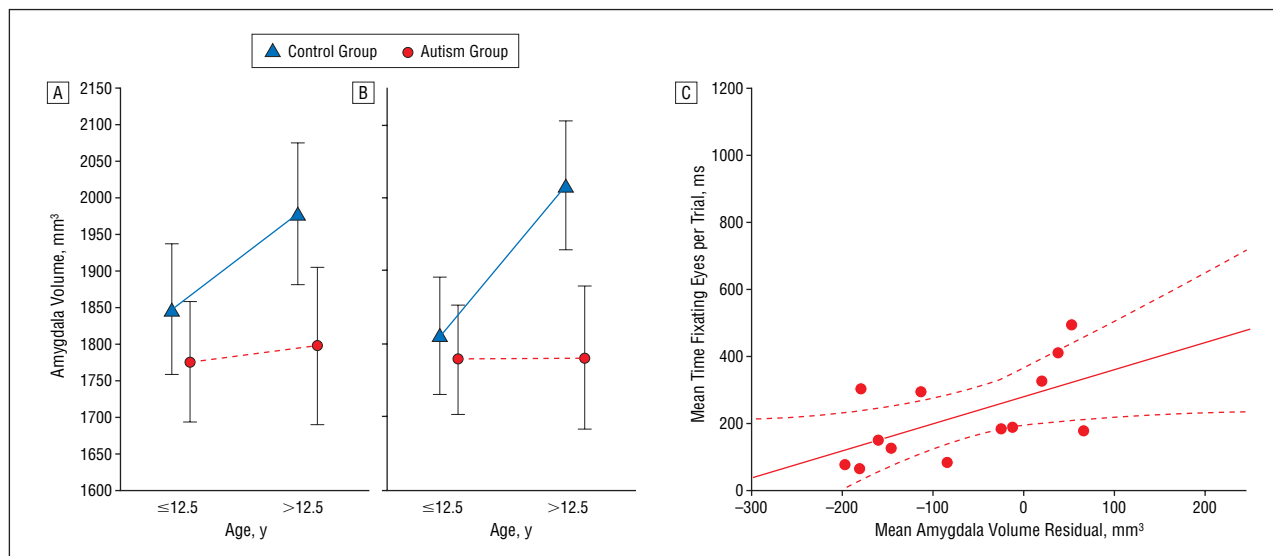 Control Group Autism Group
A
2150
2100
2050
2000
1950
1900
1850
1800
1750
1700
1650
1600
Amygdala Volume, mm³
≤12.5 >12.5
Age, y
B
≤12.5 >12.5
Age, y
C
1200
1000
800
600
400
200
0
Mean Time Fixating Eyes per Trial, ms
–300 –200 –100 0 100 200
Mean Amygdala Volume Residual, mm³